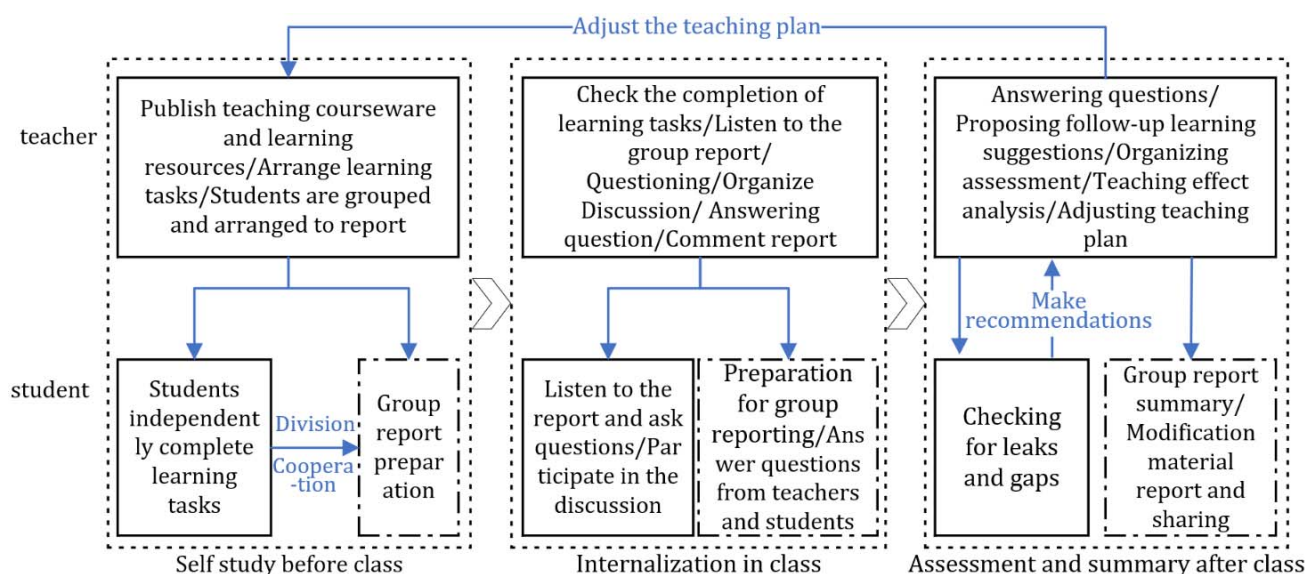 Adjust the teaching plan
teacher
Publish teaching courseware
and learning
resources/Arrange learning
tasks/Students are grouped
and arranged to report
Check the completion of
learning tasks/Listen to the
group report/
Questioning/Organize
Discussion/ Answering
question/Comment report
Answering questions/
Proposing follow-up learning
suggestions/Organizing
assessment/Teaching effect
analysis/Adjusting teaching
plan
Make
recommendations
student
Students
independent
ly complete
learning
tasks
Division
Coopera
-tion
Group
report
prepar
ation
Listen to the
report and ask
questions/Par
ticipate in the
discussion
Preparation
for group
reporting/Ans
wer questions
from teachers
and students
Checking
for leaks
and gaps
Group report
summary/
Modification
material
report and
sharing
Self study before class
Internalization in class
Assessment and summary after class